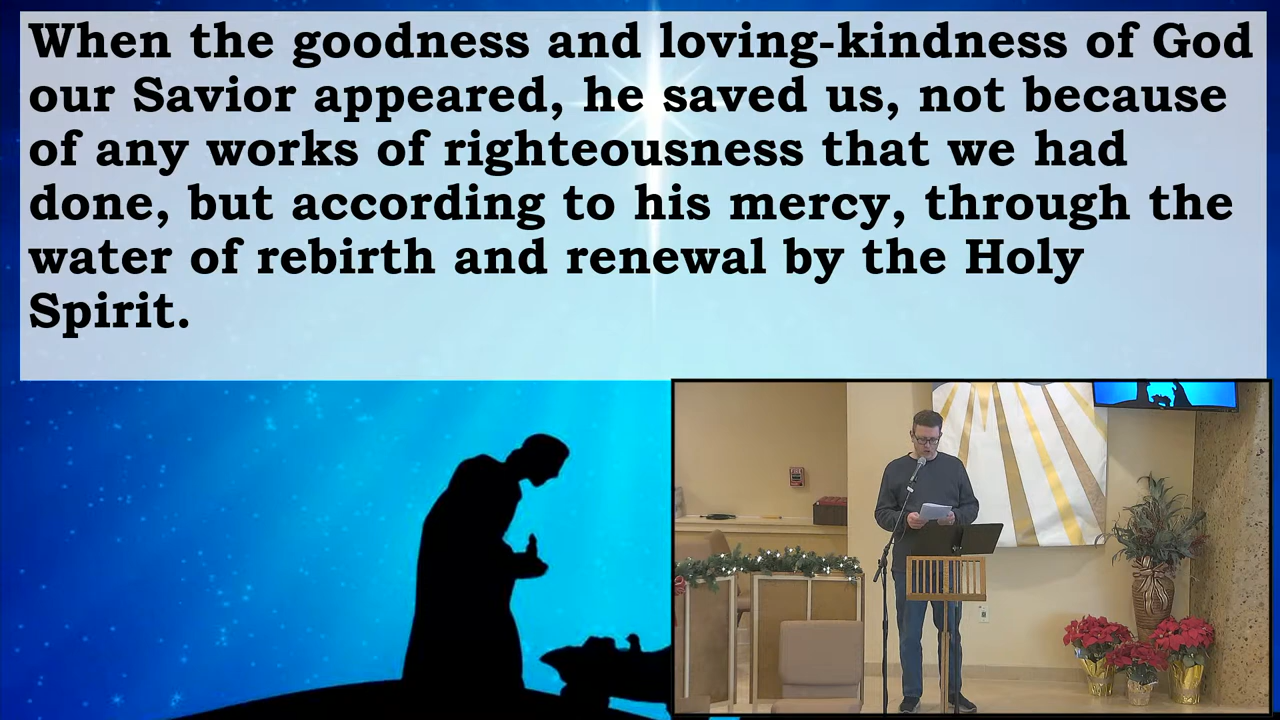 When the goodness and loving-kindness of God
our Savior appeared, he saved us, not because
of any works of righteousness that we had
done, but according to his mercy, through the
water of rebirth and renewal by the Holy
Spirit.